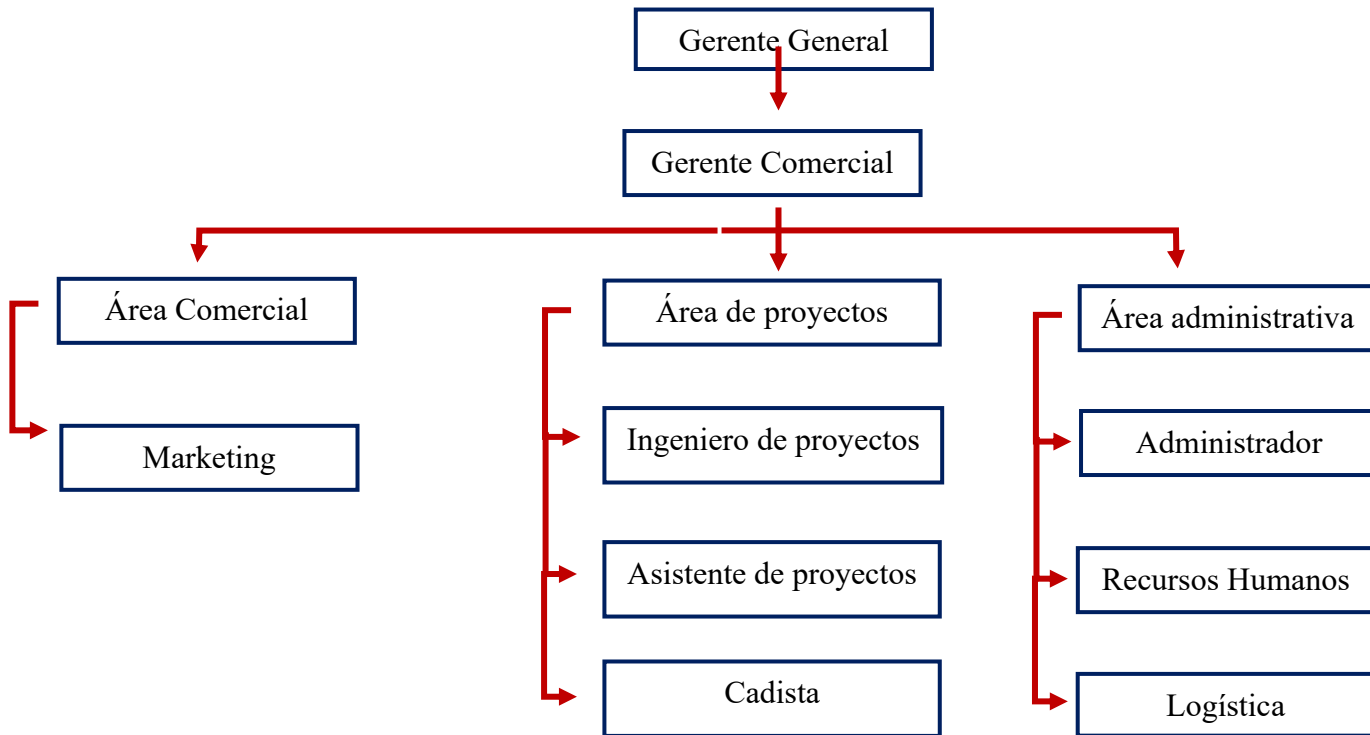 Gerente General
Gerente Comercial
Área Comercial
Área de proyectos
Área administrativa
Marketing
Ingeniero de proyectos
Administrador
Asistente de proyectos
Recursos Humanos
Cadista
Logística